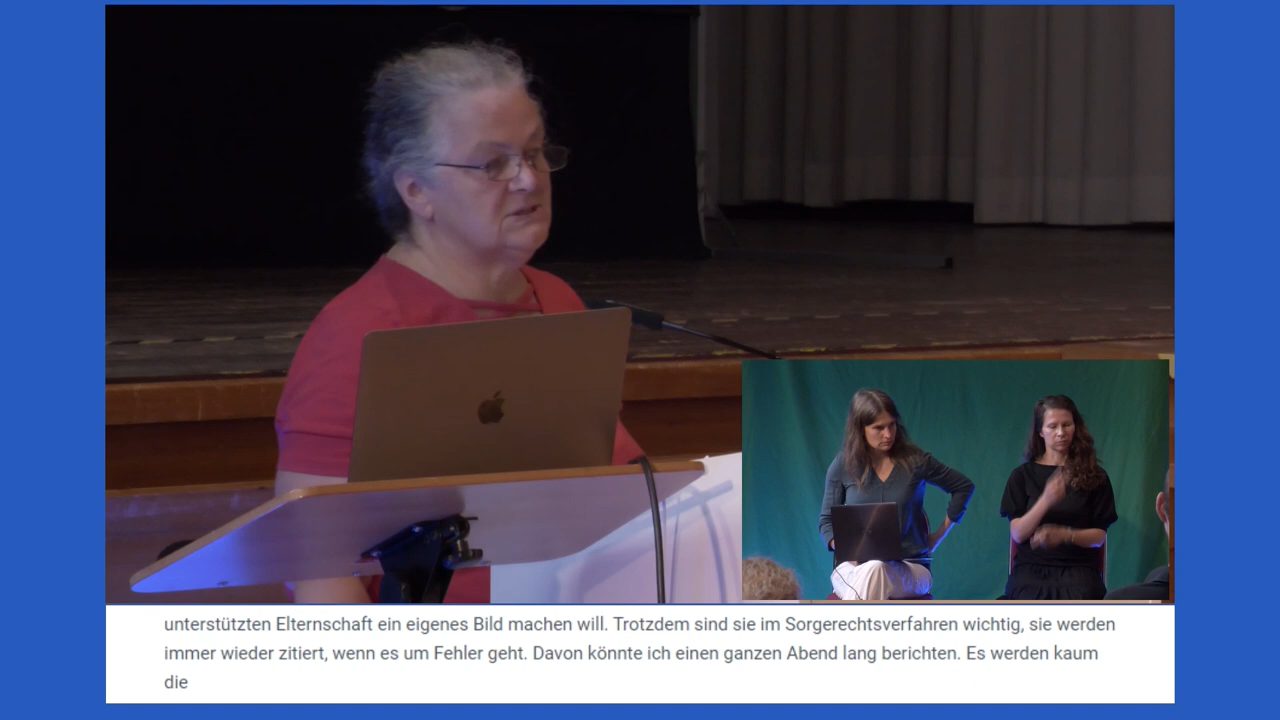 unterstützten Elternschaft ein eigenes Bild machen will. Trotzdem sind sie im Sorgerechtsverfahren wichtig, sie werden
immer wieder zitiert, wenn es um Fehler geht. Davon könnte ich einen ganzen Abend lang berichten. Es werden kaum
die